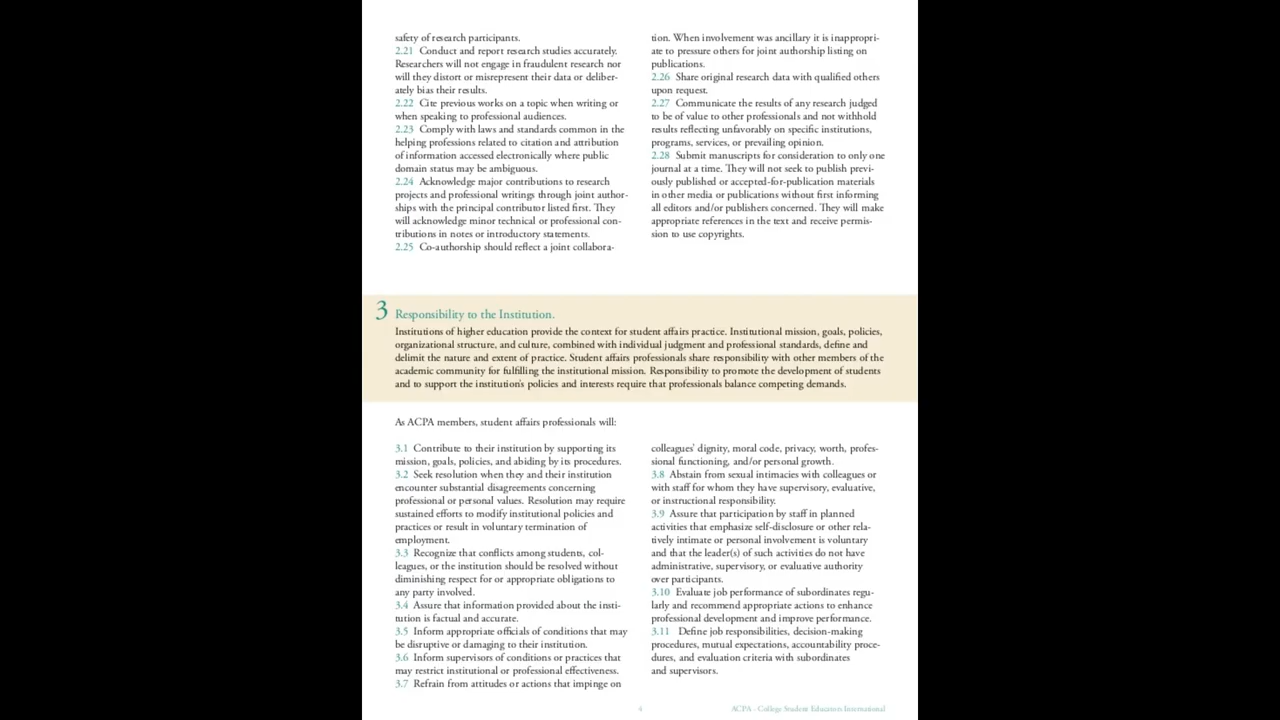 safety of research participants.
2.21 Conduct and report research studies accurately.
Researchers will not engage in fraudulent research nor
will they distort or misrepresent their data or deliber-
ately bias their results.
2.22 Cite previous works on a topic when writing or
when speaking to professional audiences.
2.23 Comply with laws and standards common in the
helping professions related to citation and attribution
of information accessed electronically where public
domain status may be ambiguous.
2.24 Acknowledge major contributions to research
projects and professional writings through joint author-
ships with the principal contributor listed first. They
will acknowledge minor technical or professional con-
tributions in notes or introductory statements.
2.25 Co-authorship should reflect a joint collabora-
tion. When involvement was ancillary it is inappropri-
ate to pressure others for joint authorship listing on
publications.
2.26 Share original research data with qualified others
upon request.
2.27 Communicate the results of any research judged
to be of value to other professionals and not withhold
results reflecting unfavorably on specific institutions,
programs, services, or prevailing opinion.
2.28 Submit manuscripts for consideration to only one
journal at a time. They will not seek to publish previ-
ously published or accepted-for-publication materials
in other media or publications without first informing
all editors and/or publishers concerned. They will make
appropriate references in the text and receive permis-
sion to use copyrights.
3 Responsibility to the Institution.
Institutions of higher education provide the context for student affairs practice. Institutional mission, goals, policies,
organizational structure, and culture, combined with individual judgment and professional standards, define and
delimit the nature and extent of practice. Student affairs professionals share responsibility with other members of the
academic community for fulfilling the institutional mission. Responsibility to promote the development of students
and to support the institution's policies and interests require that professionals balance competing demands.
As ACPA members, student affairs professionals will:
3.1 Contribute to their institution by supporting its
mission, goals, policies, and abiding by its procedures.
3.2 Seek resolution when they and their institution
encounter substantial disagreements concerning
professional or personal values. Resolution may require
sustained efforts to modify institutional policies and
practices or result in voluntary termination of
employment.
3.3 Recognize that conflicts among students, col-
leagues, or the institution should be resolved without
diminishing respect for or appropriate obligations to
any party involved.
3.4 Assure that information provided about the insti-
tution is factual and accurate.
3.5 Inform appropriate officials of conditions that may
be disruptive or damaging to their institution.
3.6 Inform supervisors of conditions or practices that
may restrict institutional or professional effectiveness.
3.7 Refrain from attitudes or actions that impinge on
colleagues' dignity, moral code, privacy, worth, profes-
sional functioning, and/or personal growth.
3.8 Abstain from sexual intimacies with colleagues or
with staff for whom they have supervisory, evaluative,
or instructional responsibility.
3.9 Assure that participation by staff in planned
activities that emphasize self-disclosure or other rela-
tively intimate or personal involvement is voluntary
and that the leader(s) of such activities do not have
administrative, supervisory, or evaluative authority
over participants.
3.10 Evaluate job performance of subordinates regu-
larly and recommend appropriate actions to enhance
professional development and improve performance.
3.11 Define job responsibilities, decision-making
procedures, mutual expectations, accountability proce-
dures, and evaluation criteria with subordinates
and supervisors.
4 ACPA - College Student Educators International